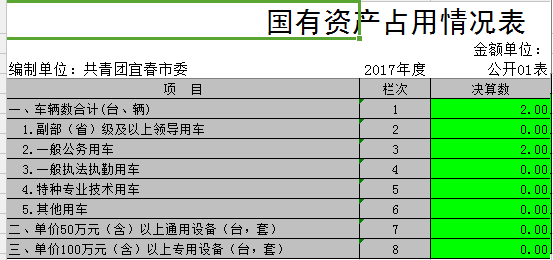 国有资产占用情况表
金额单位：
编制单位：共青团宜春市委 2017年度 公开01表
项 目 栏次 决算数
一、车辆数合计(台、辆) 1 2.00
1.副部（省）级及以上领导用车 2 0.00
2.一般公务用车 3 2.00
3.一般执法执勤用车 4 0.00
4.特种专业技术用车 5 0.00
5.其他用车 6 0.00
二、单价50万元（含）以上通用设备（台，套） 7 0.00
三、单价100万元（含）以上专用设备（台，套） 8 0.00